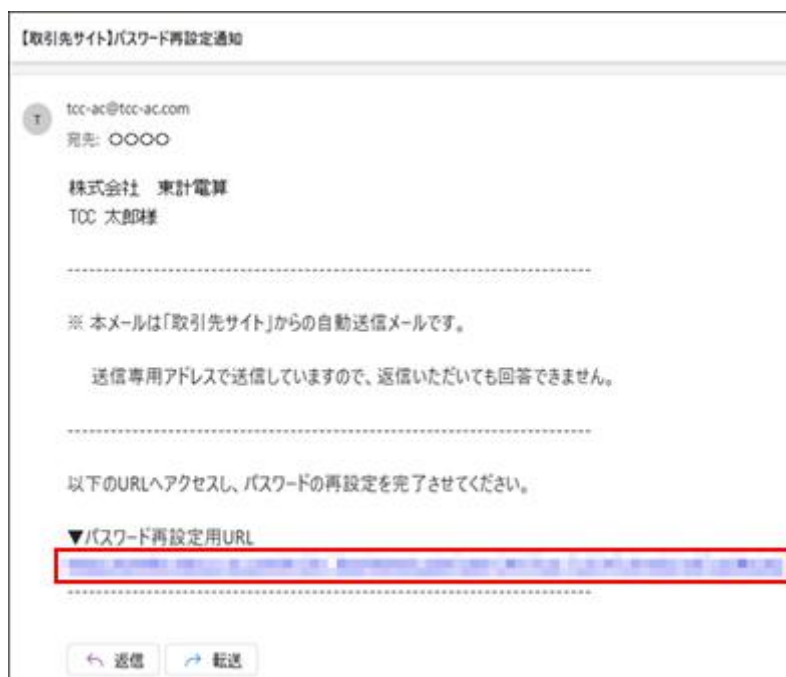 【取引先サイト】パスワード再設定通知
T
tcc-ac@tcc-ac.com
宛先: ○○○○
株式会社　東計電算
TCC 太郎様
------------------------------------------------------------------------
※ 本メールは「取引先サイト」からの自動送信メールです。
送信専用アドレスで送信していますので、返信いただいても回答できません。
------------------------------------------------------------------------
以下のURLへアクセスし、パスワードの再設定を完了させてください。
▼パスワード再設定用URL
------------------------------------------------------------------------
返信
転送